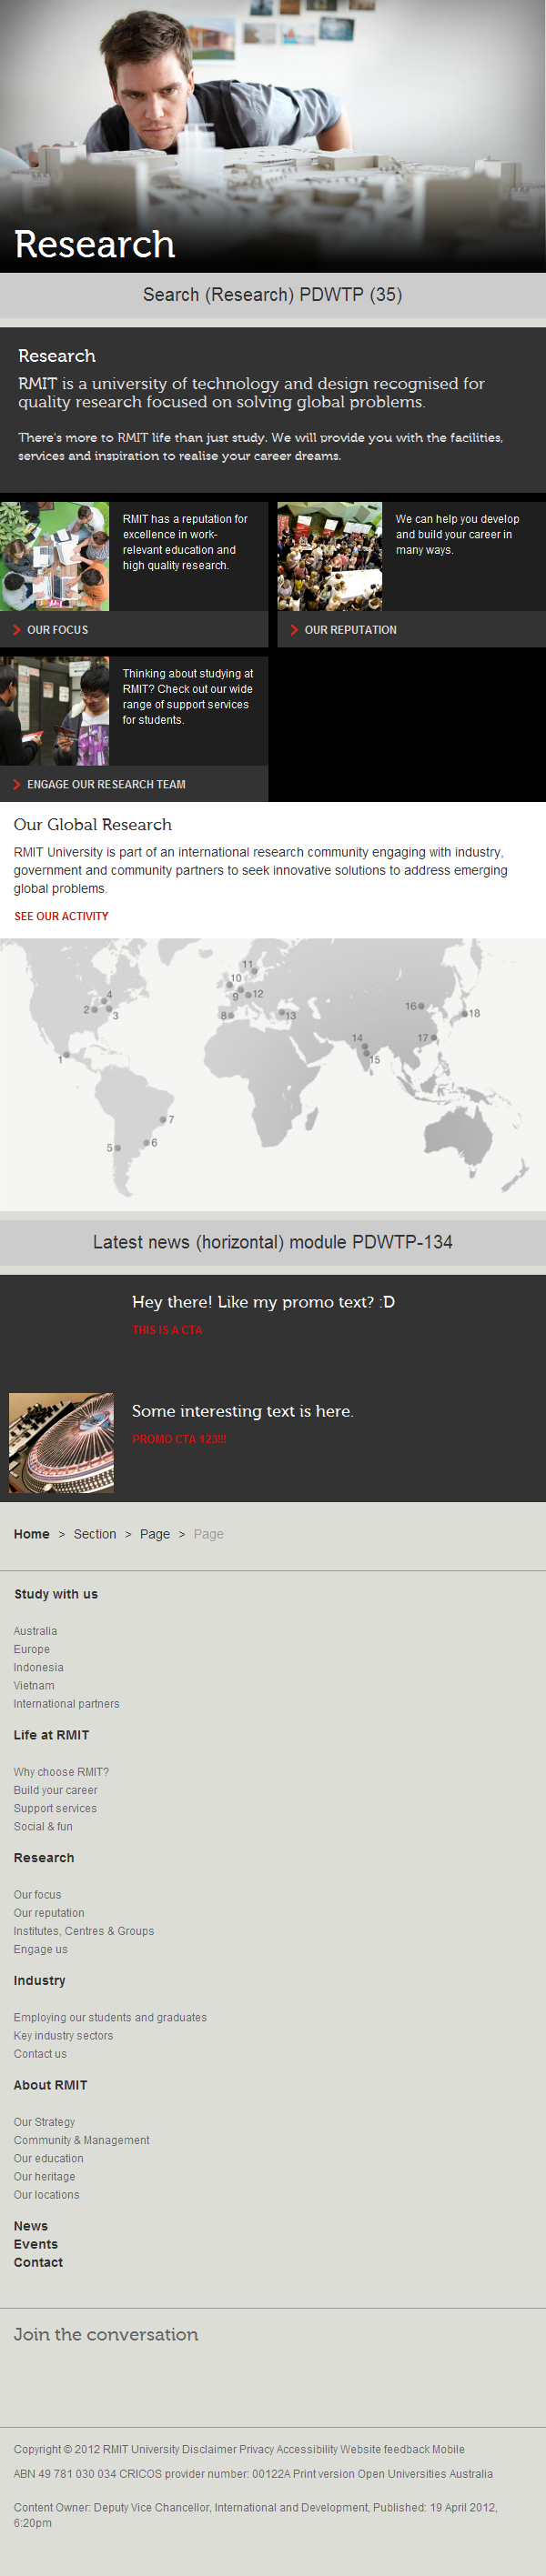 Research
Search (Research) PDWTP (35)
Research
RMIT is a university of technology and design recognised for
quality research focused on solving global problems.
There's more to RMIT life than just study. We will provide you with the facilities,
services and inspiration to realise your career dreams.
RMIT has a reputation for
excellence in work-
relevant education and
high quality research.
OUR FOCUS
We can help you develop
and build your career in
many ways.
OUR REPUTATION
Thinking about studying at
RMIT? Check out our wide
range of support services
for students.
ENGAGE OUR RESEARCH TEAM
Our Global Research
RMIT University is part of an international research community engaging with industry,
government and community partners to seek innovative solutions to address emerging
global problems.
SEE OUR ACTIVITY
11
10
9
12
4
2
3
8
13
16
18
14
17
15
1
7
6
5
Latest news (horizontal) module PDWTP-134
Hey there! Like my promo text? :D
THIS IS A CTA
Some interesting text is here.
PROMO CTA 123!!!
Home > Section > Page > Page
Study with us
Australia
Europe
Indonesia
Vietnam
International partners
Life at RMIT
Why choose RMIT?
Build your career
Support services
Social & fun
Research
Our focus
Our reputation
Institutes, Centres & Groups
Engage us
Industry
Employing our students and graduates
Key industry sectors
Contact us
About RMIT
Our Strategy
Community & Management
Our education
Our heritage
Our locations
News
Events
Contact
Join the conversation
Copyright © 2012 RMIT University Disclaimer Privacy Accessibility Website feedback Mobile
ABN 49 781 030 034 CRICOS provider number: 00122A Print version Open Universities Australia
Content Owner: Deputy Vice Chancellor, International and Development, Published: 19 April 2012,
6:20pm